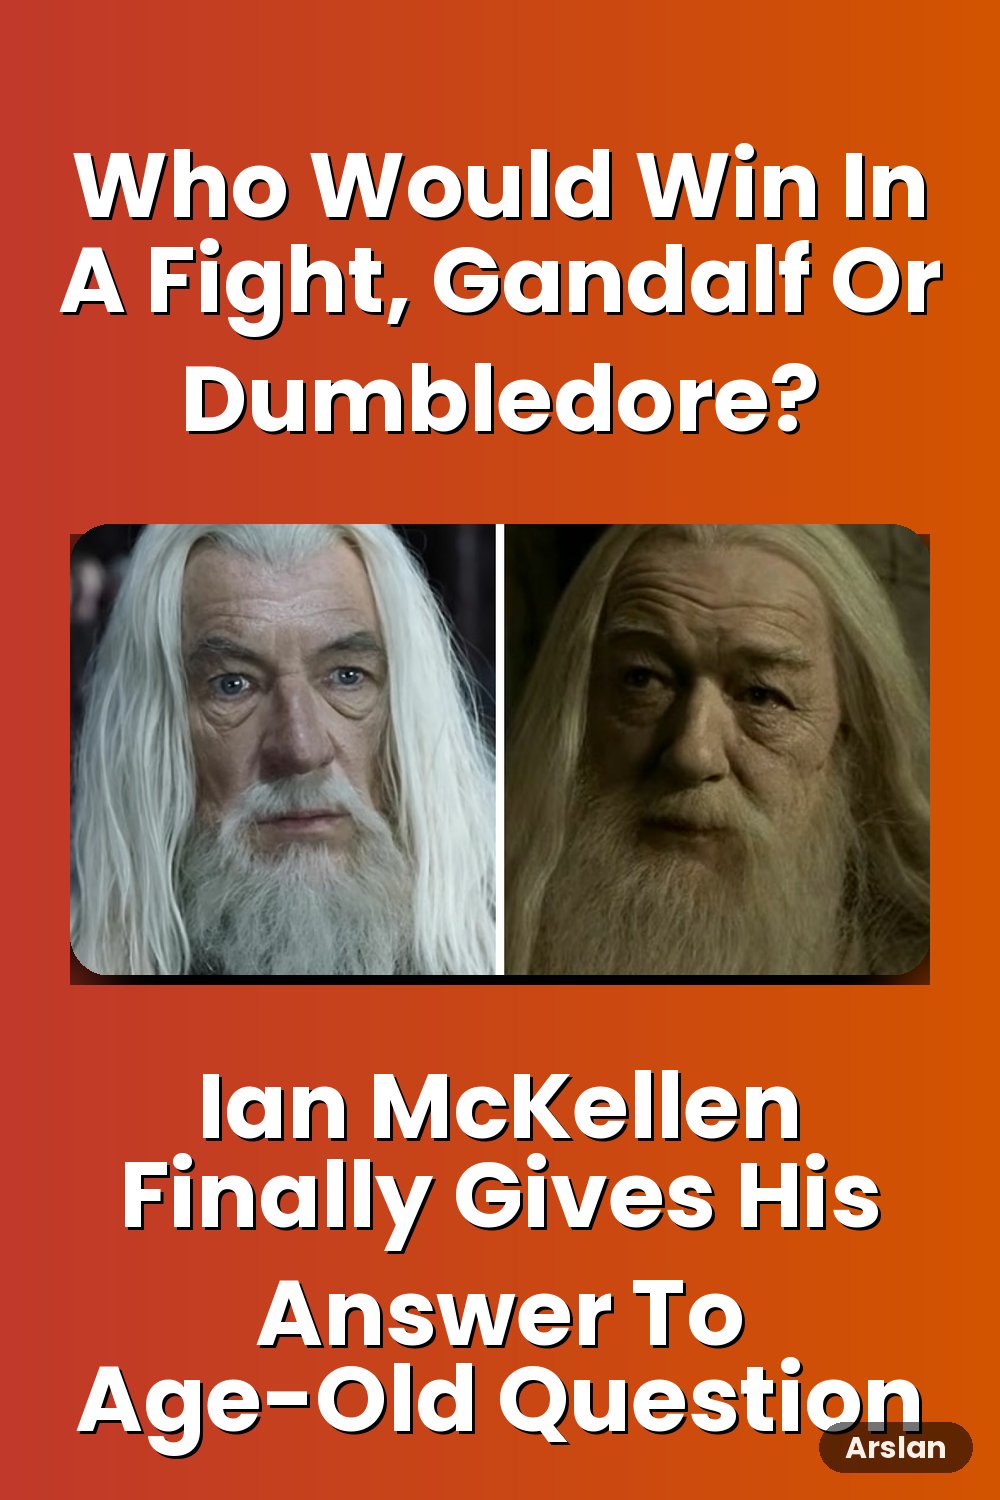 Who Would Win In
A Fight, Gandalf Or
Dumbledore?
Ian McKellen
Finally Gives His
Answer To
Age-Old Question
Arslan